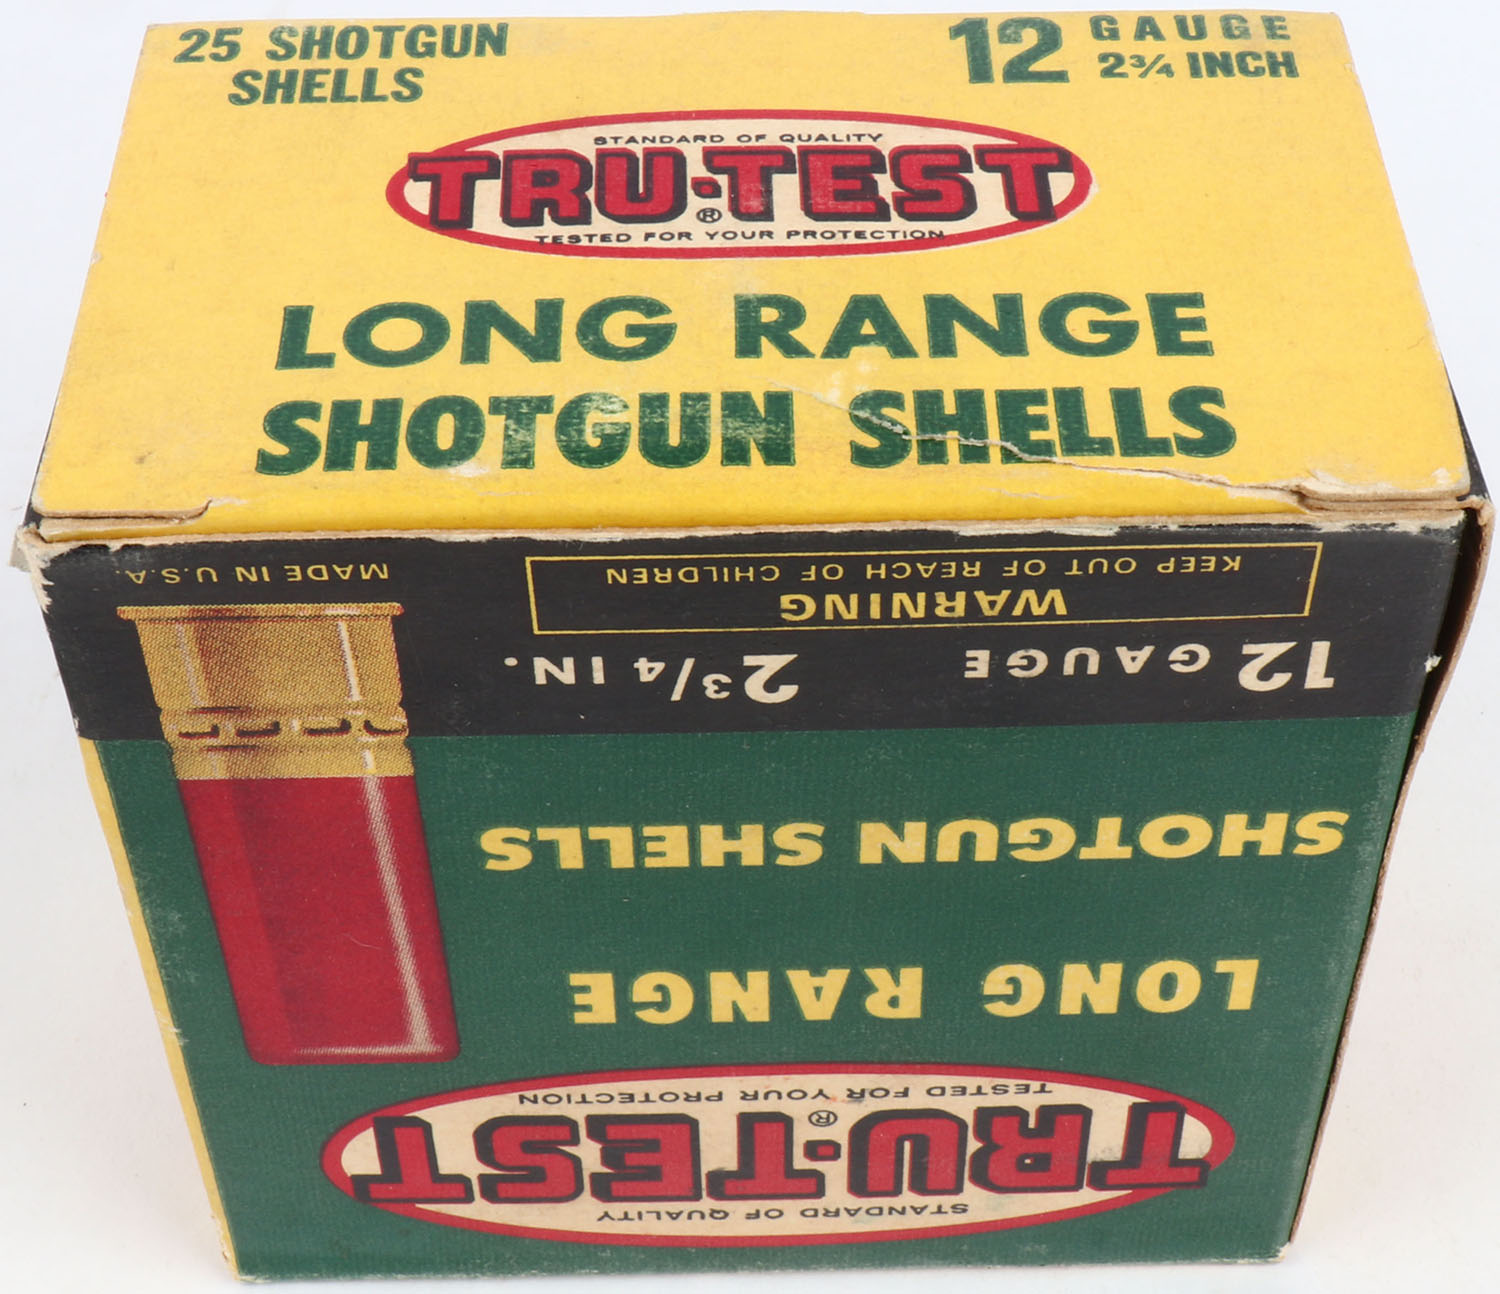 25 SHOTGUN
SHELLS
12 GAUGE
2¾ INCH
STANDARD OF QUALITY
TRU·TEST
®
TESTED FOR YOUR PROTECTION
LONG RANGE
SHOTGUN SHELLS
STANDARD OF QUALITY
TRU·TEST
®
TESTED FOR YOUR PROTECTION
LONG RANGE
SHOTGUN SHELLS
12 GAUGE 2 3/4 IN.
WARNING
KEEP OUT OF REACH OF CHILDREN
MADE IN U.S.A.